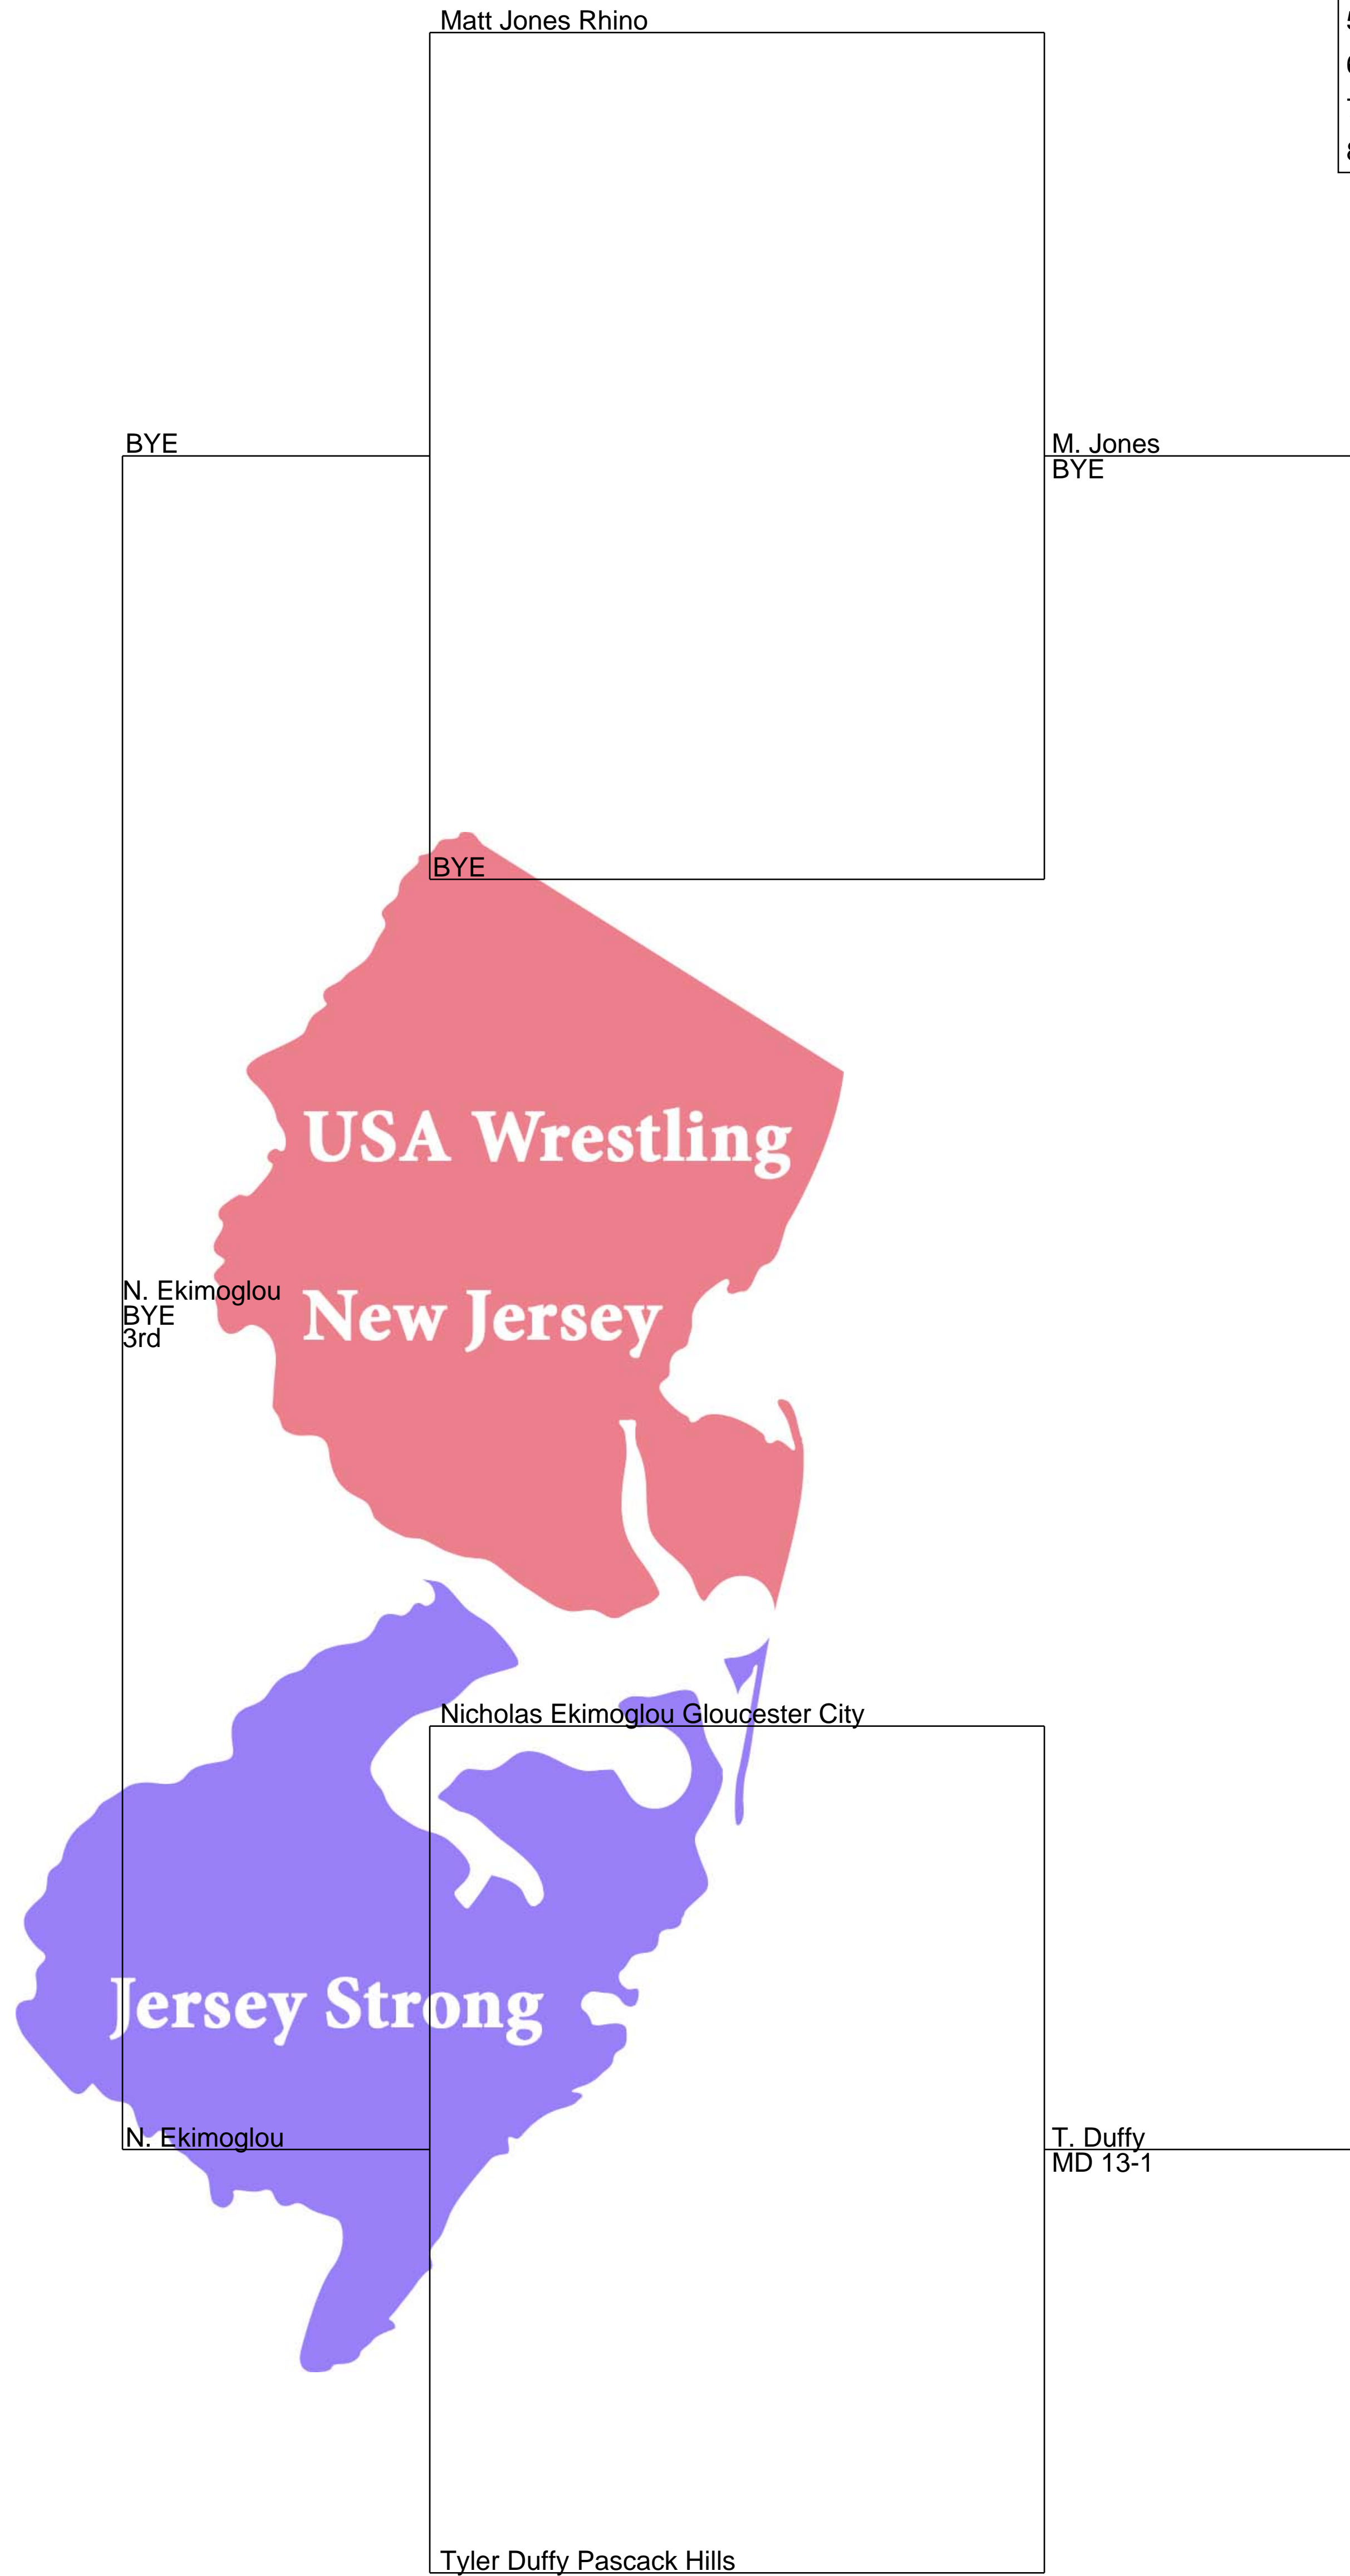 Matt Jones Rhino
BYE
M. Jones
BYE
BYE
USA Wrestling
New Jersey
N. Ekimoglou
BYE
3rd
Nicholas Ekimoglou Gloucester City
Jersey Strong
N. Ekimoglou
T. Duffy
MD 13-1
Tyler Duffy Pascack Hills